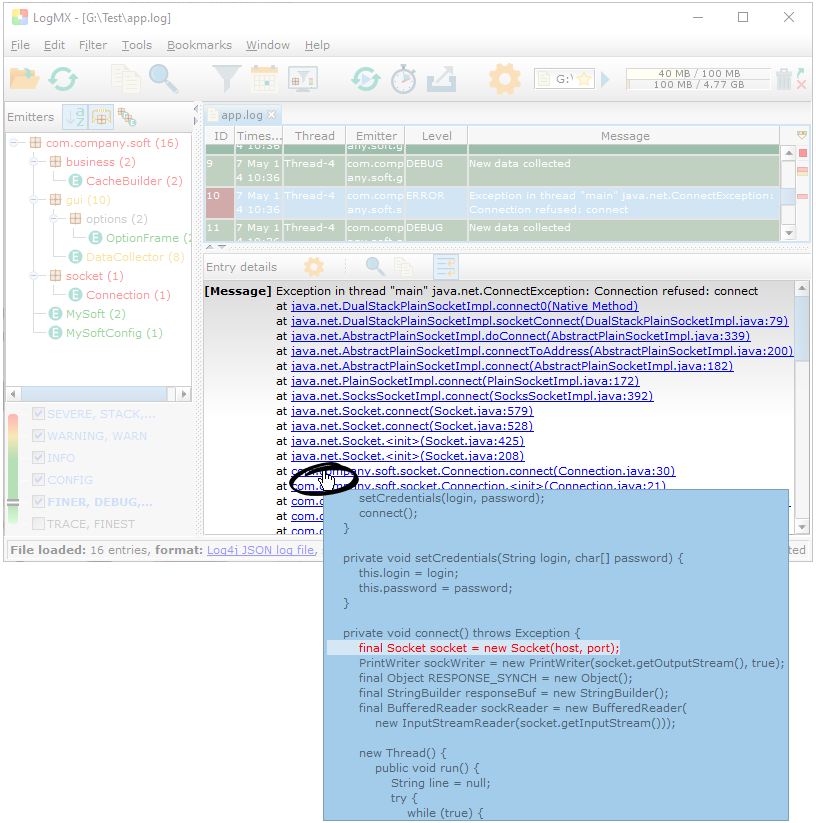 LogMX - [G:\Test\app.log]
File Edit Filter Tools Bookmarks Window Help
G:\
40 MB / 100 MB
100 MB / 4.77 GB
Emitters
com.company.soft (16)
business (2)
CacheBuilder (2)
gui (10)
options (2)
OptionFrame (2
DataCollector (8)
socket (1)
Connection (1)
MySoft (2)
MySoftConfig (1)
SEVERE, STACK,...
WARNING, WARN
INFO
CONFIG
FINER, DEBUG,...
TRACE, FINEST
app.log
ID Times... Thread Emitter Level Message
4 10:36 any.soft.g
9 7 May 1 Thread-4 com.comp DEBUG New data collected
4 10:36 any.soft.g
10 7 May 1 Thread-4 com.comp ERROR Exception in thread "main" java.net.ConnectException:
4 10:36 any.soft.s Connection refused: connect
11 7 May 1 Thread-4 com.comp DEBUG New data collected
4 10:36 any.soft.g
Entry details
[Message] Exception in thread "main" java.net.ConnectException: Connection refused: connect
at java.net.DualStackPlainSocketImpl.connect0(Native Method)
at java.net.DualStackPlainSocketImpl.socketConnect(DualStackPlainSocketImpl.java:79)
at java.net.AbstractPlainSocketImpl.doConnect(AbstractPlainSocketImpl.java:339)
at java.net.AbstractPlainSocketImpl.connectToAddress(AbstractPlainSocketImpl.java:200)
at java.net.AbstractPlainSocketImpl.connect(AbstractPlainSocketImpl.java:182)
at java.net.PlainSocketImpl.connect(PlainSocketImpl.java:172)
at java.net.SocksSocketImpl.connect(SocksSocketImpl.java:392)
at java.net.Socket.connect(Socket.java:579)
at java.net.Socket.connect(Socket.java:528)
at java.net.Socket.<init>(Socket.java:425)
at java.net.Socket.<init>(Socket.java:208)
at com.company.soft.socket.Connection.connect(Connection.java:30)
at com.company.soft.socket.Connection.<init>(Connection.java:21)
at com.c
at com.c
at com.c
File loaded: 16 entries, format: Log4j JSON log file,
setCredentials(login, password);
connect();
}
private void setCredentials(String login, char[] password) {
this.login = login;
this.password = password;
}
private void connect() throws Exception {
final Socket socket = new Socket(host, port);
PrintWriter sockWriter = new PrintWriter(socket.getOutputStream(), true);
final Object RESPONSE_SYNCH = new Object();
final StringBuilder responseBuf = new StringBuilder();
final BufferedReader sockReader = new BufferedReader(
new InputStreamReader(socket.getInputStream()));
new Thread() {
public void run() {
String line = null;
try {
while (true) {